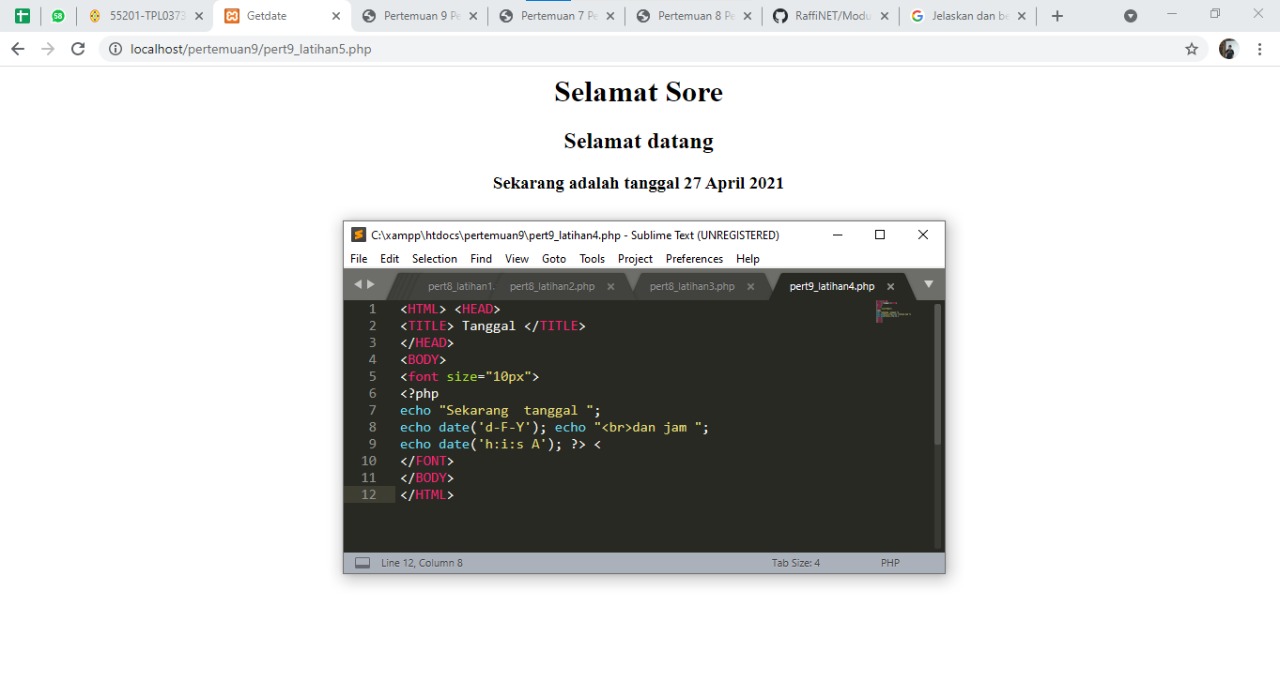 58
55201-TPL0373
Getdate
Pertemuan 9 Pe
Pertemuan 7 Pe
Pertemuan 8 Pe
RaffiNET/Modu
Jelaskan dan be
localhost/pertemuan9/pert9_latihan5.php
Selamat Sore
Selamat datang
Sekarang adalah tanggal 27 April 2021
C:\xampp\htdocs\pertemuan9\pert9_latihan4.php - Sublime Text (UNREGISTERED)
File Edit Selection Find View Goto Tools Project Preferences Help
pert8_latihan1. pert8_latihan2.php pert8_latihan3.php pert9_latihan4.php
1 <HTML> <HEAD>
2 <TITLE> Tanggal </TITLE>
3 </HEAD>
4 <BODY>
5 <font size="10px">
6 <?php
7 echo "Sekarang  tanggal ";
8 echo date('d-F-Y'); echo "<br>dan jam ";
9 echo date('h:i:s A'); ?> <
10 </FONT>
11 </BODY>
12 </HTML>
Line 12, Column 8 Tab Size: 4 PHP